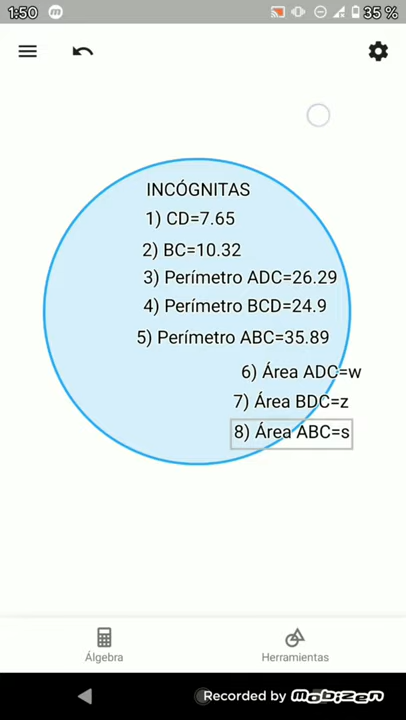 1:50
35 %
INCÓGNITAS
1) CD=7.65
2) BC=10.32
3) Perímetro ADC=26.29
4) Perímetro BCD=24.9
5) Perímetro ABC=35.89
6) Área ADC=w
7) Área BDC=z
8) Área ABC=s
Álgebra
Herramientas
Recorded by mobizen